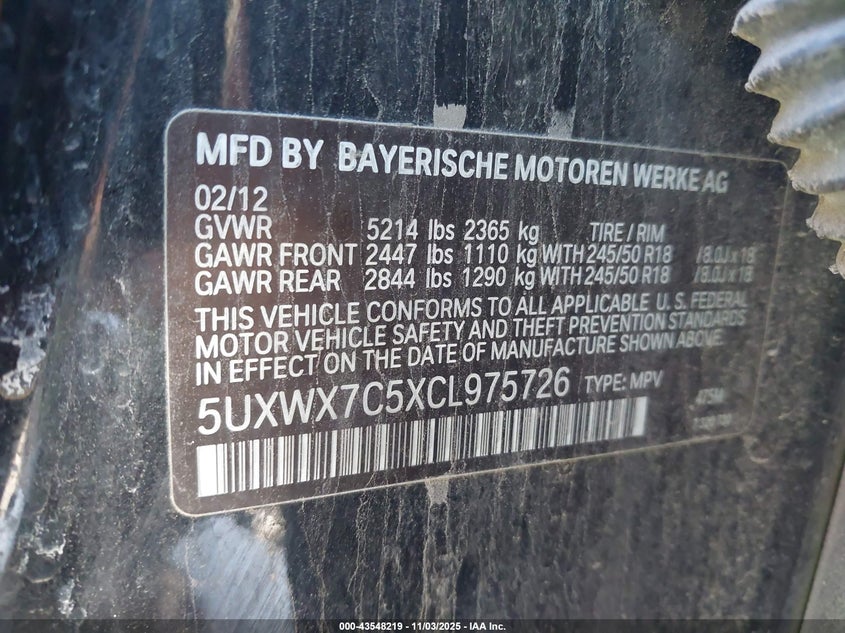 MFD BY BAYERISCHE MOTOREN WERKE AG
02/12
GVWR 5214 lbs 2365 kg TIRE / RIM
GAWR FRONT 2447 lbs 1110 kg WITH 245/50 R18 /8.0J x 18
GAWR REAR 2844 lbs 1290 kg WITH 245/50 R18 /8.0J x 18
THIS VEHICLE CONFORMS TO ALL APPLICABLE U.S. FEDERAL
MOTOR VEHICLE SAFETY AND THEFT PREVENTION STANDARDS
IN EFFECT ON THE DATE OF MANUFACTURE SHOWN ABOVE.
5UXWX7C5XCL975726 TYPE: MPV
000-43548219 - 11/03/2025 - IAA Inc.